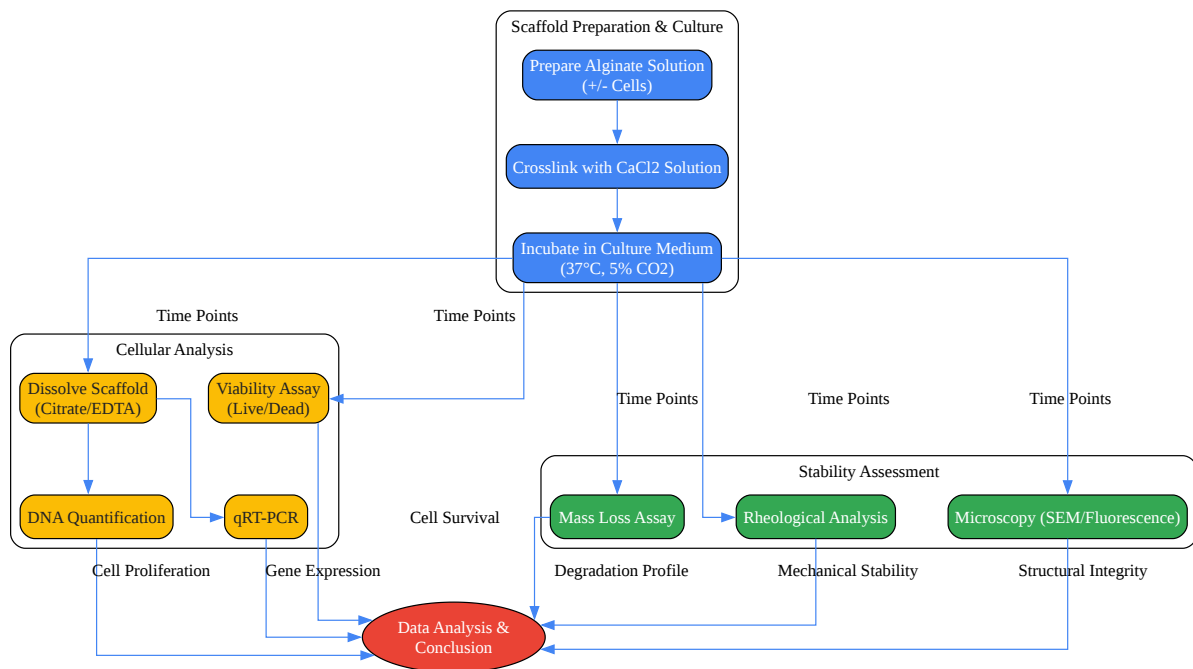 Scaffold Preparation & Culture
Prepare Alginate Solution
(+/- Cells)
Crosslink with CaCl2 Solution
Incubate in Culture Medium
(37°C, 5% CO2)
Time Points
Time Points
Cellular Analysis
Dissolve Scaffold
(Citrate/EDTA)
Viability Assay
(Live/Dead)
Time Points
Time Points
Time Points
Stability Assessment
DNA Quantification
qRT-PCR
Cell Survival
Mass Loss Assay
Rheological Analysis
Microscopy (SEM/Fluorescence)
Cell Proliferation
Gene Expression
Degradation Profile
Mechanical Stability
Structural Integrity
Data Analysis &
Conclusion